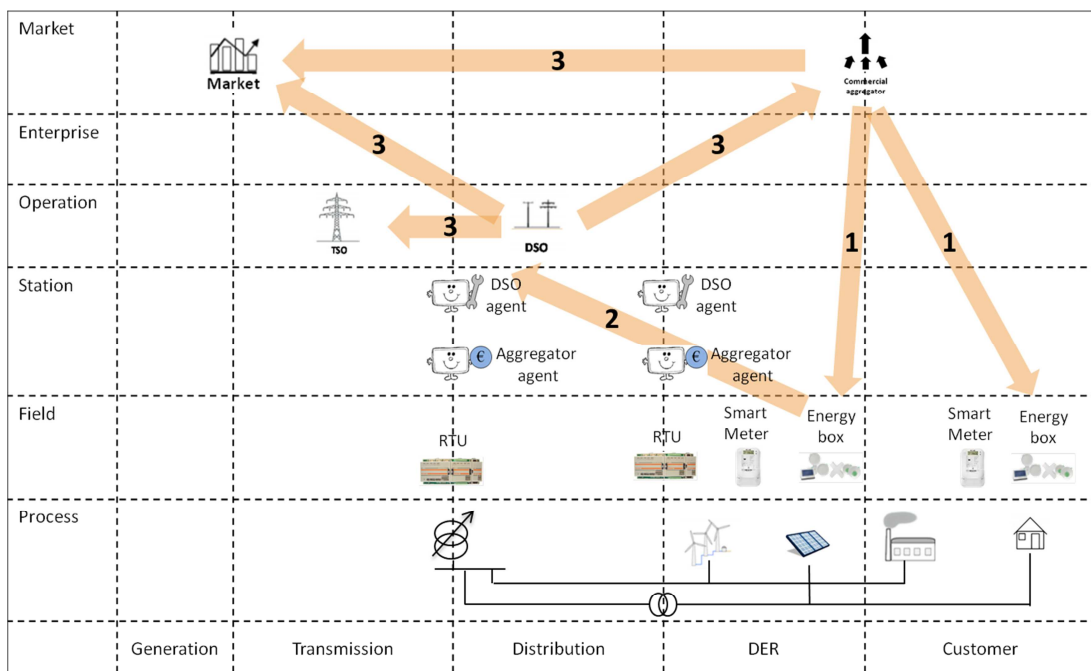 Market
Market
3
Commercial
aggregator
Enterprise
3
3
Operation
TSO
3
DSO
1
1
Station
DSO
agent
DSO
agent
2
€ Aggregator
agent
€ Aggregator
agent
Field
RTU
RTU
Smart
Meter
Energy
box
Smart
Meter
Energy
box
Process
Generation
Transmission
Distribution
DER
Customer